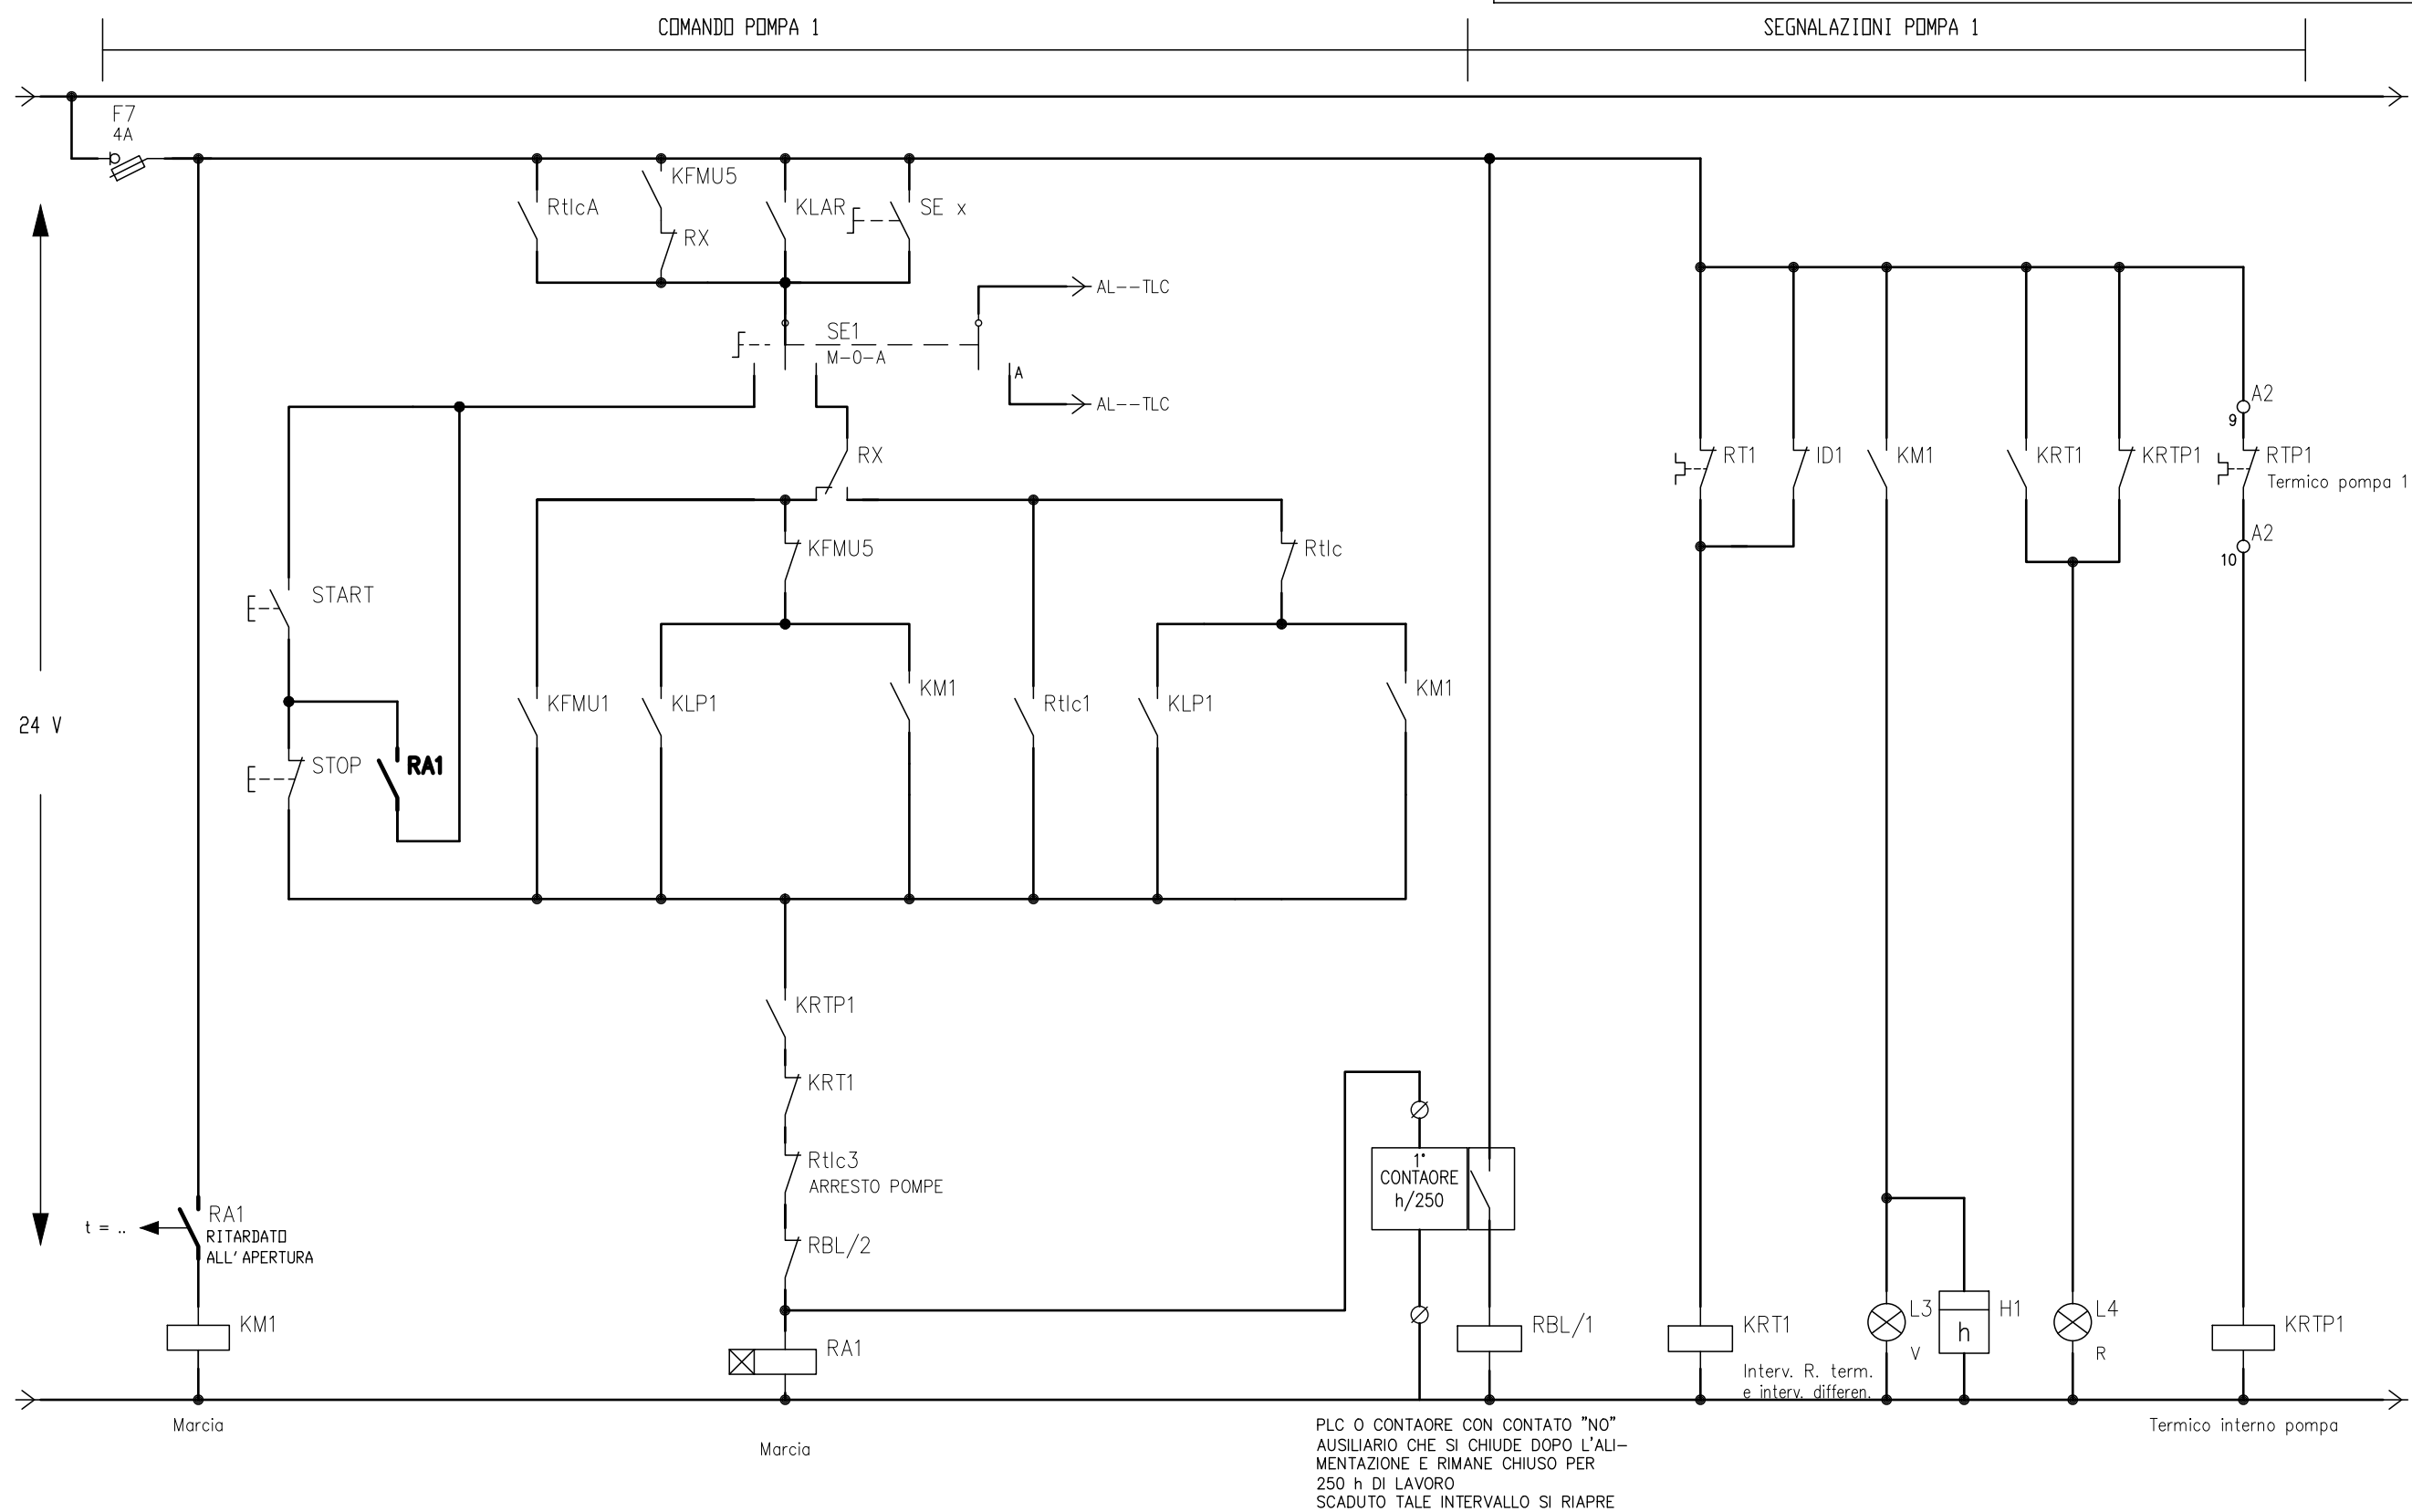 COMANDO POMPA 1
SEGNALAZIONI POMPA 1
F7
4A
KFMU5
RtlcA
KLAR
SE x
RX
AL--TLC
SE1
M-0-A
A
AL--TLC
A2
9
RX
RT1
ID1
KM1
KRT1
KRTP1
RTP1
Termico pompa 1
A2
10
KFMU5
Rtlc
START
KM1
KM1
KFMU1
KLP1
Rtlc1
KLP1
24 V
STOP
RA1
KRTP1
KRT1
Rtlc3
ARRESTO POMPE
1°
CONTAORE
h/250
RA1
RITARDATO
ALL'APERTURA
t = ..
RBL/2
KM1
RA1
RBL/1
KRT1
L3
V
H1
h
L4
R
KRTP1
Interv. R. term.
e interv. differen.
Marcia
Marcia
Termico interno pompa
PLC O CONTAORE CON CONTATO "NO"
AUSILIARIO CHE SI CHIUDE DOPO L'ALI-
MENTAZIONE E RIMANE CHIUSO PER
250 h DI LAVORO
SCADUTO TALE INTERVALLO SI RIAPRE